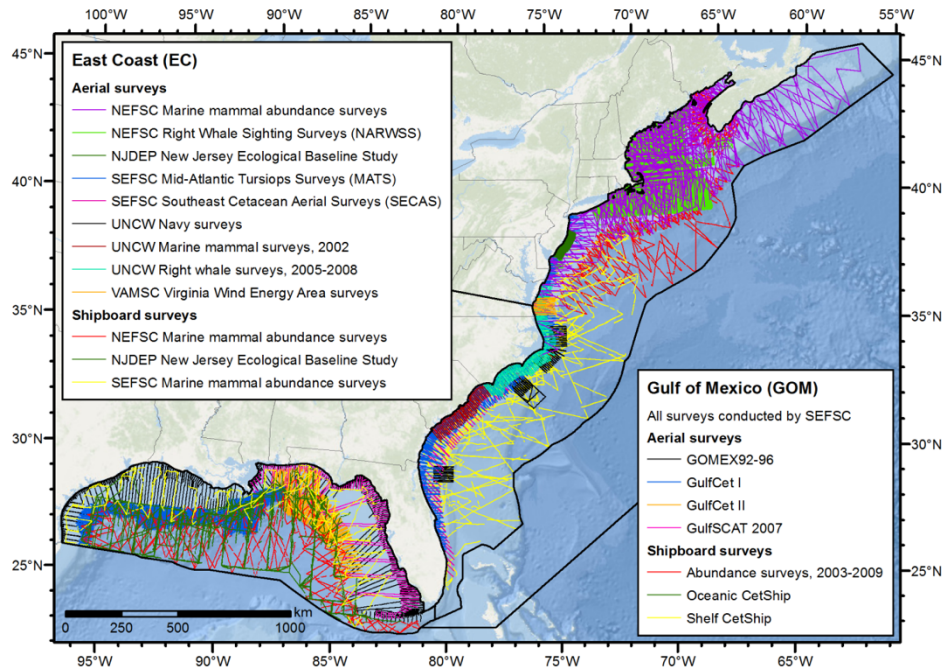 100°W 95°W 90°W 85°W 80°W 75°W 70°W 65°W 60°W 55°W
45°N
40°N
35°N
30°N
25°N
East Coast (EC)
Aerial surveys
NEFSC Marine mammal abundance surveys
NEFSC Right Whale Sighting Surveys (NARWSS)
NJDEP New Jersey Ecological Baseline Study
SEFSC Mid-Atlantic Tursiops Surveys (MATS)
SEFSC Southeast Cetacean Aerial Surveys (SECAS)
UNCW Navy surveys
UNCW Marine mammal surveys, 2002
UNCW Right whale surveys, 2005-2008
VAMSC Virginia Wind Energy Area surveys
Shipboard surveys
NEFSC Marine mammal abundance surveys
NJDEP New Jersey Ecological Baseline Study
SEFSC Marine mammal abundance surveys
45°N
40°N
35°N
30°N
25°N
Gulf of Mexico (GOM)
All surveys conducted by SEFSC
Aerial surveys
GOMEX92-96
GulfCet I
GulfCet II
GulfSCAT 2007
Shipboard surveys
Abundance surveys, 2003-2009
Oceanic CetShip
Shelf CetShip
km
0 250 500 1000
95°W 90°W 85°W 80°W 75°W 70°W 65°W